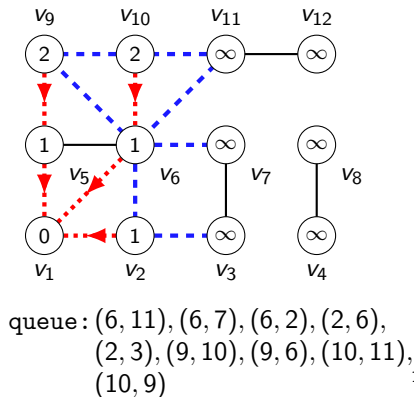 v9 v10 v11 v12
2 2 ∞ ∞
1 1 ∞ ∞
v5 v6 v7 v8
0 1 ∞ ∞
v1 v2 v3 v4
queue: (6, 11), (6, 7), (6, 2), (2, 6),
(2, 3), (9, 10), (9, 6), (10, 11),
(10, 9)